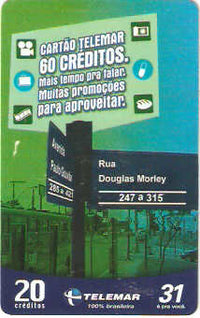 CARTÃO TELEMAR
60 CRÉDITOS.
Mais tempo pra falar.
Muitas promoções
para aproveitar.
Avenida
Rua
Douglas Morley
247 a 315
20
créditos
TELEMAR
100% brasileira
31
é pra você.